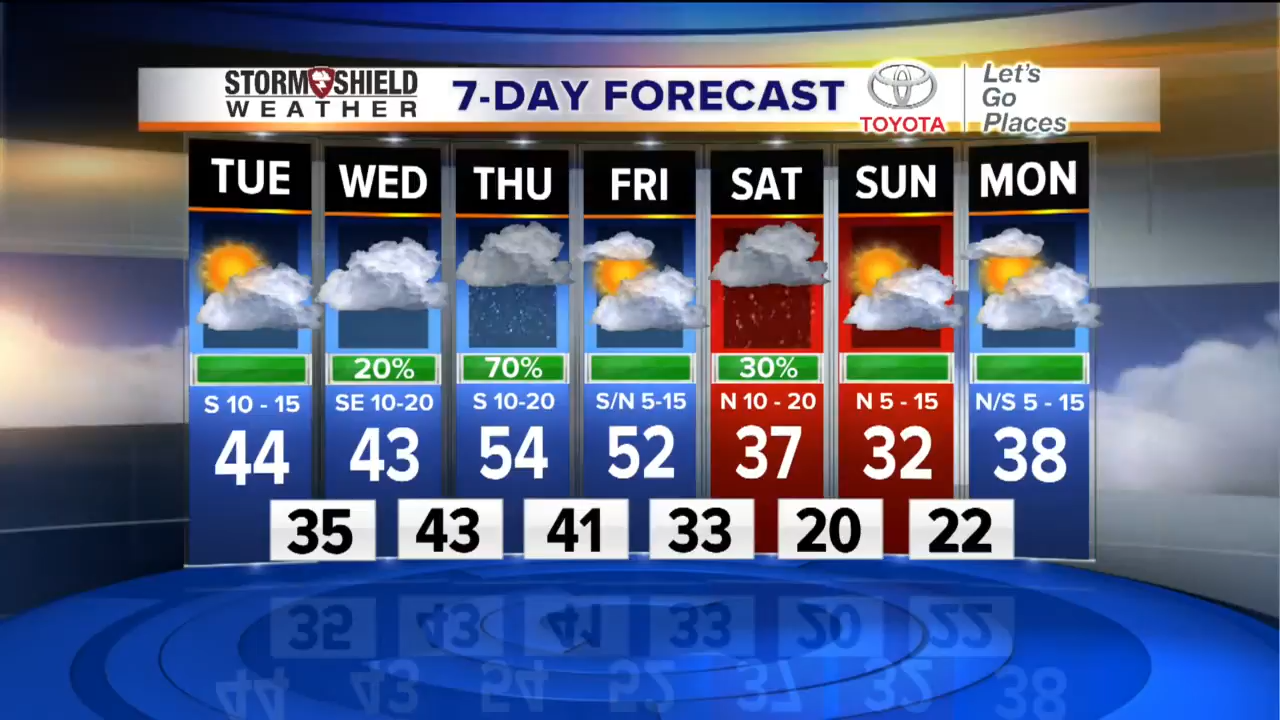 STORM SHIELD
WEATHER
7-DAY FORECAST
TOYOTA
Let's
Go
Places
TUE WED THU FRI SAT SUN MON
20% 70% 30%
S 10 - 15 SE 10-20 S 10-20 S/N 5-15 N 10 - 20 N 5 - 15 N/S 5 - 15
44 43 54 52 37 32 38
35 43 41 33 20 22